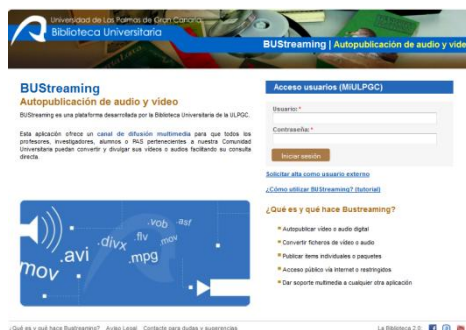 Universidad de Las Palmas de Gran Canaria
Biblioteca Universitaria
BUStreaming | Autopublicación de audio y vide
BUStreaming
Autopublicación de audio y vídeo
BUStreaming es una plataforma desarrollada por la Biblioteca Universitaria de la ULPGC.
Esta aplicación ofrece un canal de difusión multimedia para que todos los
profesores, investigadores, alumnos o PAS pertenecientes a nuestra Comunidad
Universitaria puedan convertir y divulgar sus vídeos o audios facilitando su consulta
directa.
.avi
mov
.divx
.vob
.flv
.mpg
.mov
.asf
Acceso usuarios (MiULPGC)
Usuario: *
Contraseña: *
Iniciar sesión
Solicitar alta como usuario externo
¿Cómo utilizar BUStreaming? (tutorial)
¿Qué es y qué hace Bustreaming?
Autopublicar vídeo o audio digital
Convertir ficheros de vídeo o audio
Publicar ítems individuales o paquetes
Acceso público vía internet o restringidos
Dar soporte multimedia a cualquier otra aplicación
¿Qué es y qué hace Bustreaming? Aviso Legal Contacte para dudas y sugerencias
La Biblioteca 2.0: